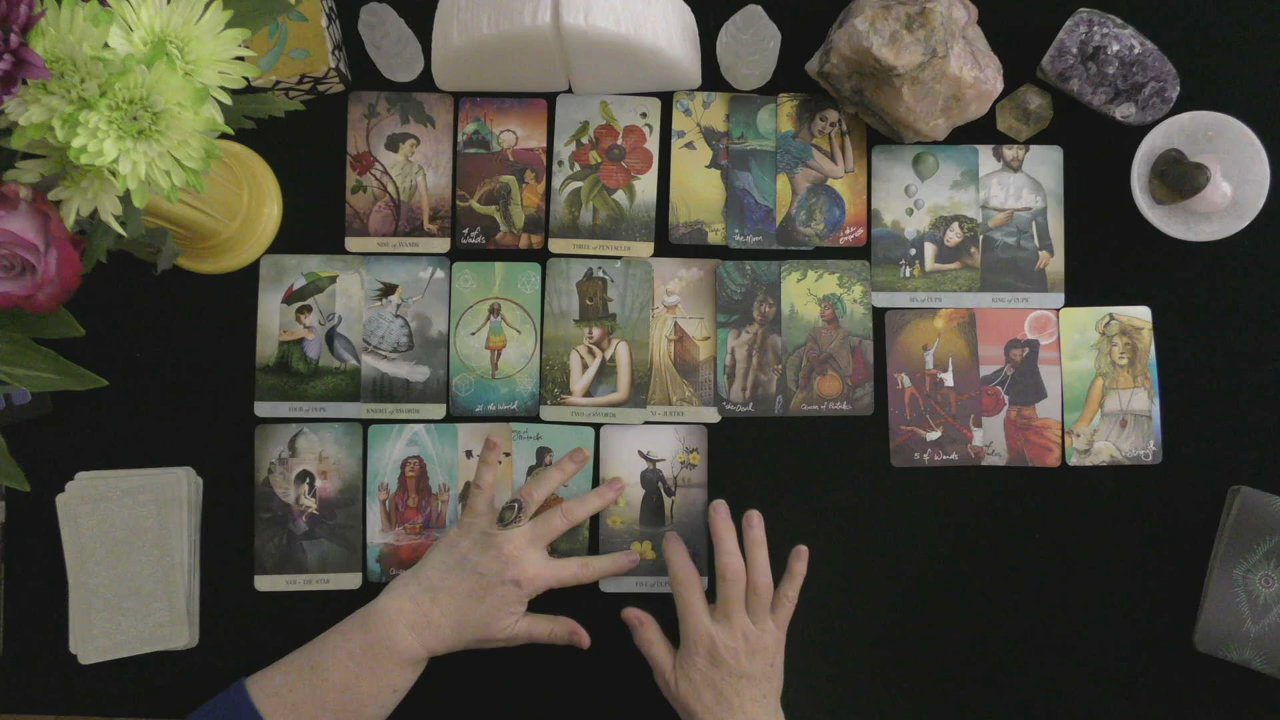 NINE of WANDS
4 of Wands
THREE of PENTACLES
the Moon
the Empress
SIX of CUPS
KING of CUPS
FOUR of CUPS
KNIGHT of SWORDS
21: the World
TWO of SWORDS
XI - JUSTICE
the Devil
Queen of Pentacles
5 of Wands
Strength
XVII - THE STAR
FIVE of CUPS